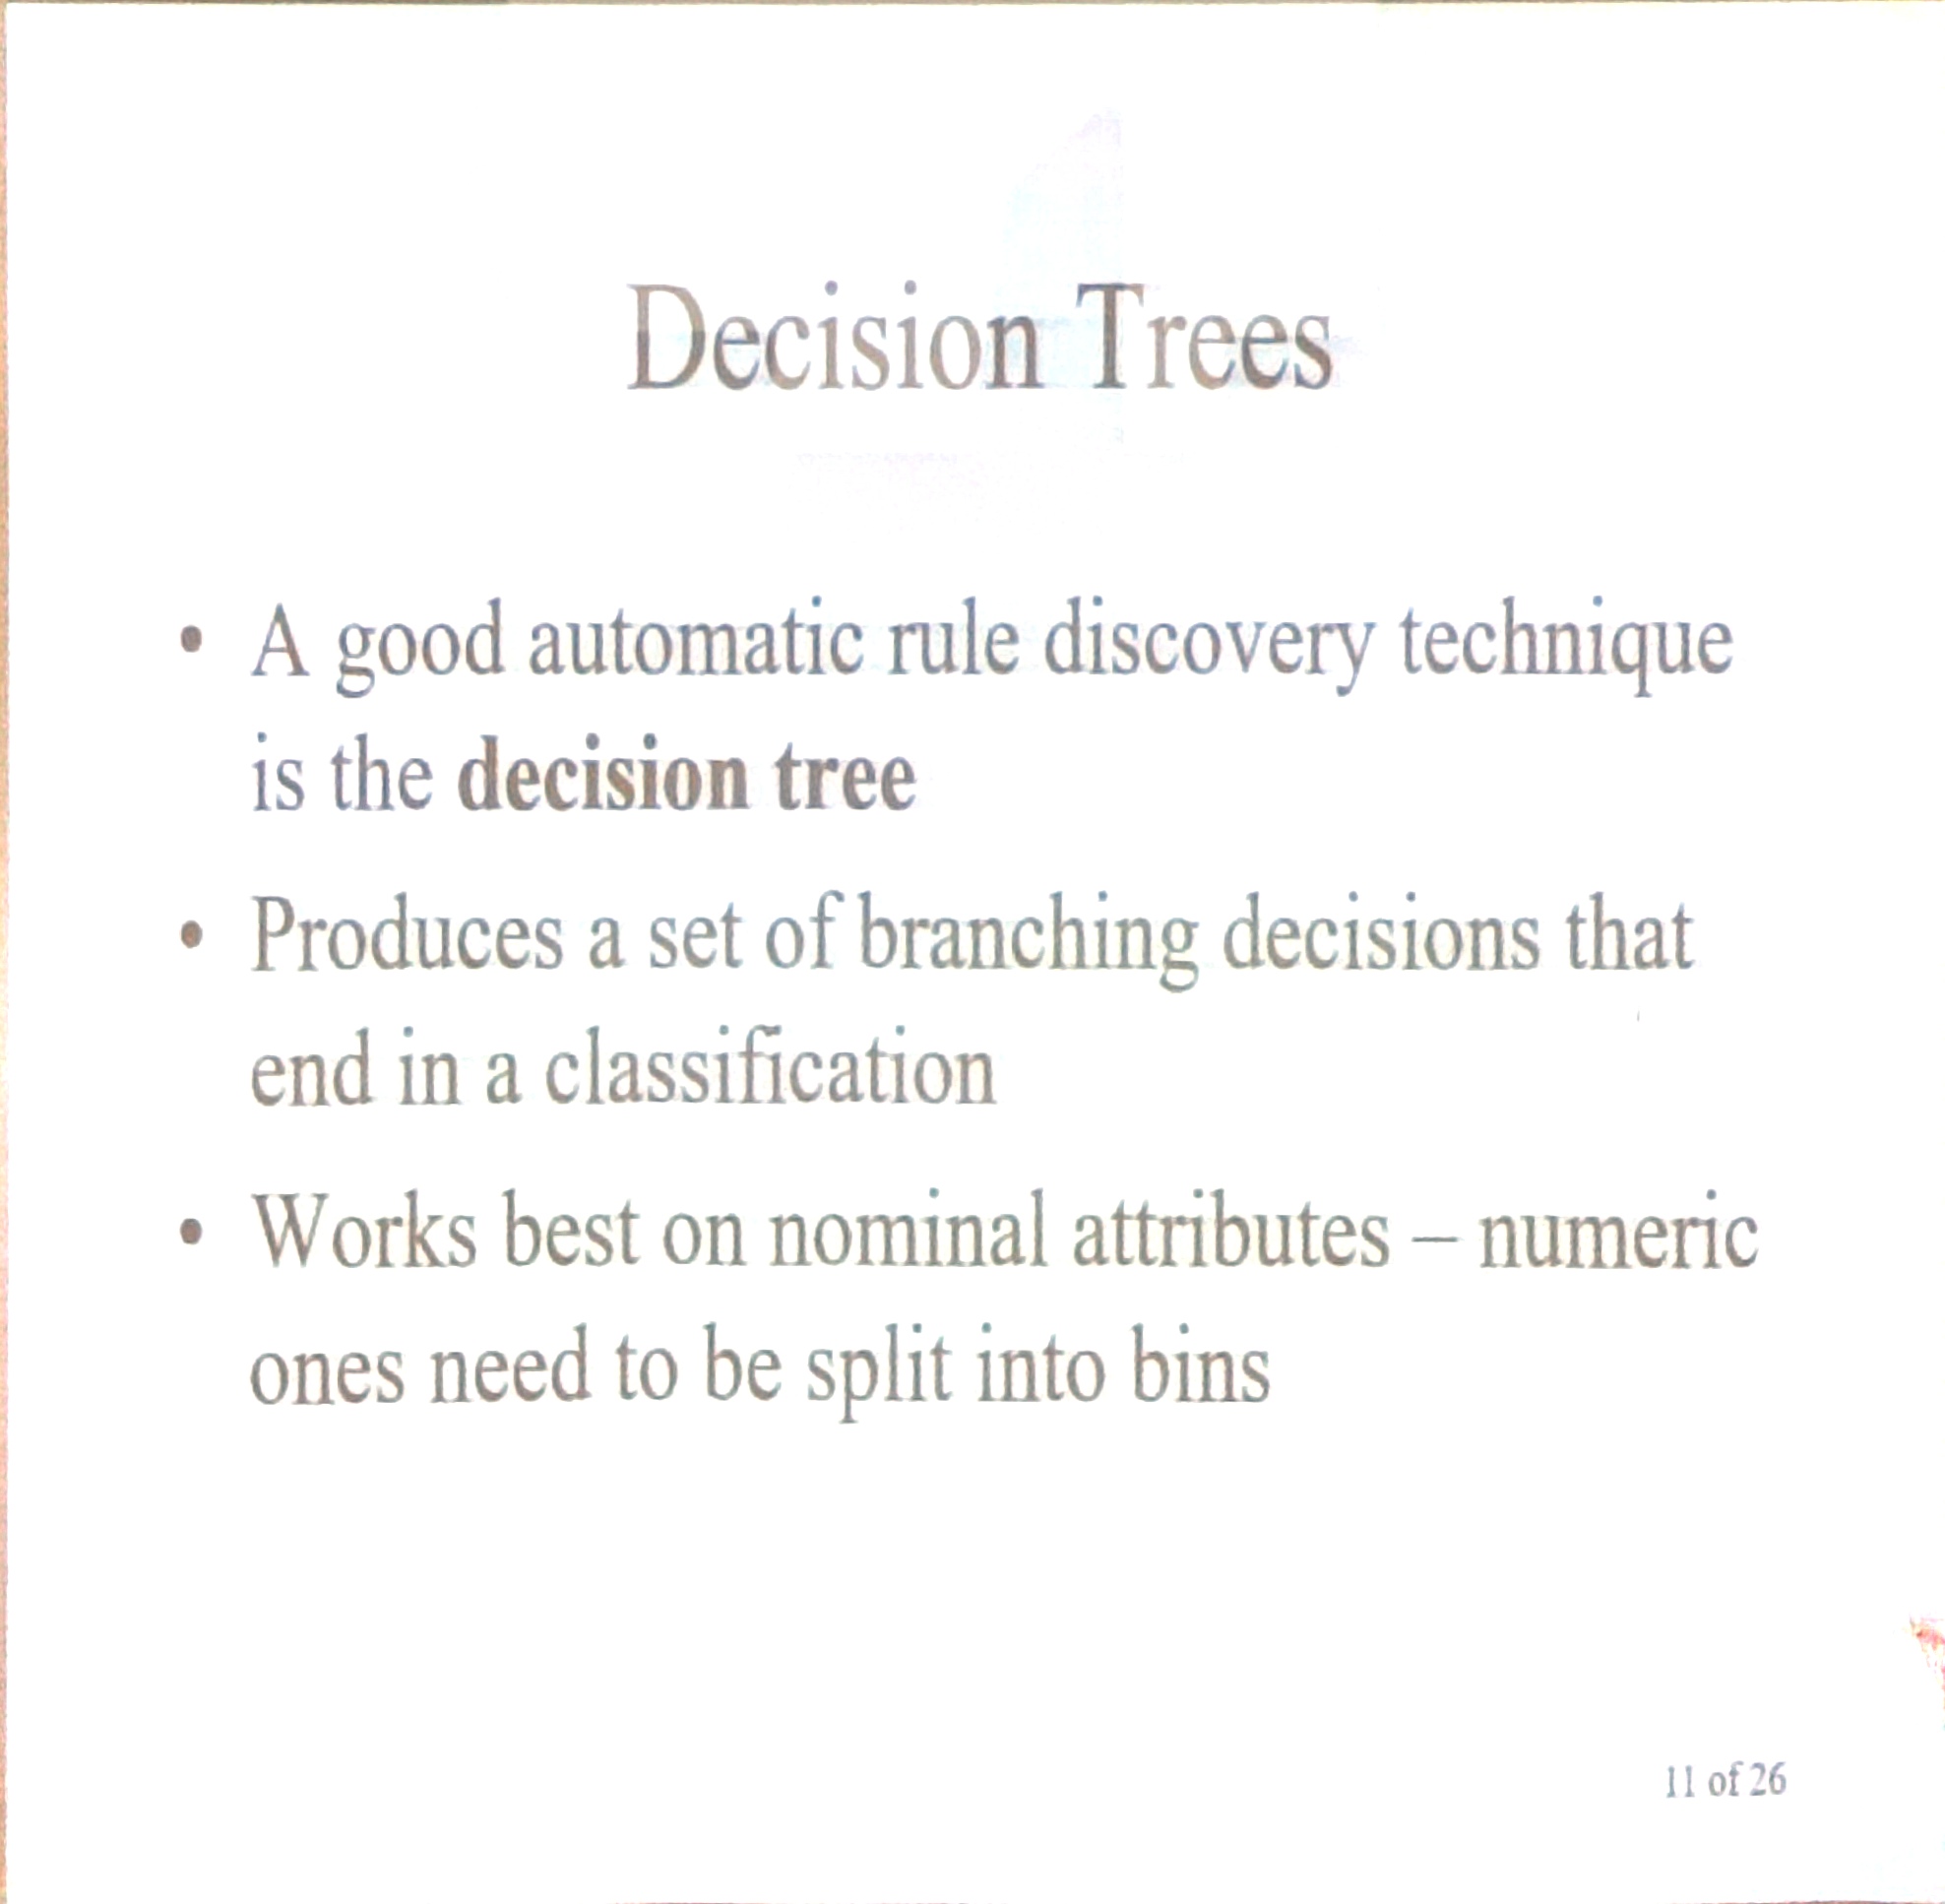 Decision Trees
• A good automatic rule discovery technique
is the decision tree
• Produces a set of branching decisions that
end in a classification
• Works best on nominal attributes – numeric
ones need to be split into bins
11 of 26